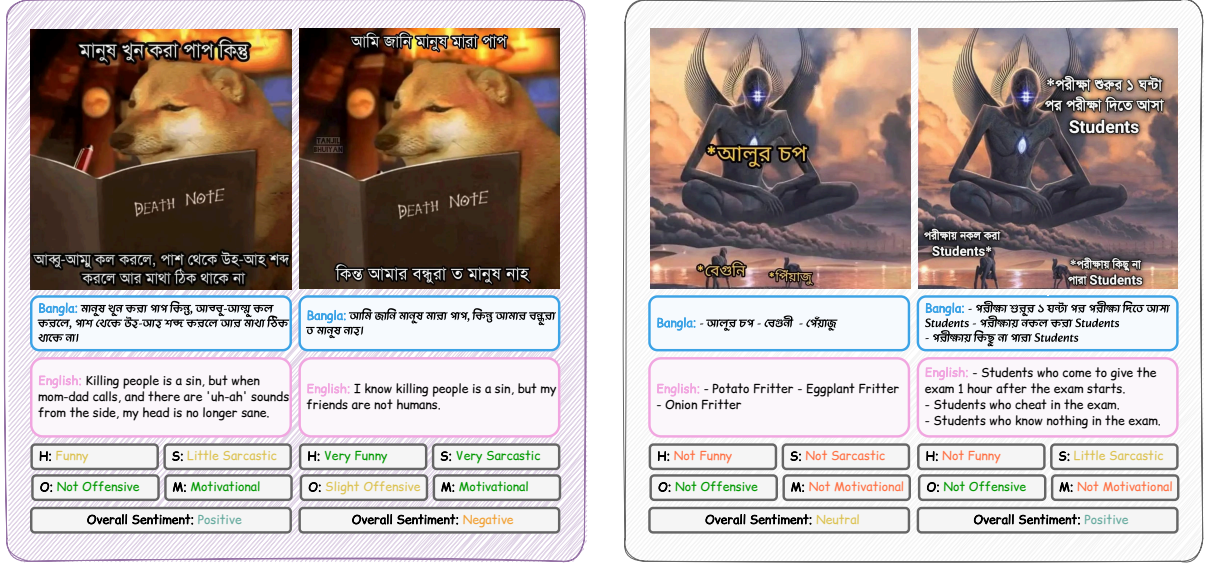 মানুষ খুন করা পাপ কিন্তু
DEATH NOTE
আব্বু-আম্মু কল করলে, পাশ থেকে উহ-আহ শব্দ
করলে আর মাথা ঠিক থাকে না
Bangla: মানুষ খুন করা পাপ কিন্তু, আব্বু-আম্মু কল
করলে, পাশ থেকে উহ-আহ শব্দ করলে আর মাথা ঠিক
থাকে না।
English: Killing people is a sin, but when
mom-dad calls, and there are 'uh-ah' sounds
from the side, my head is no longer sane.
H: Funny
S: Little Sarcastic
O: Not Offensive
M: Motivational
Overall Sentiment: Positive
আমি জানি মানুষ মারা পাপ
TANJIL
BHUIYAN
DEATH NOTE
কিন্ত আমার বন্ধুরা ত মানুষ নাহ
Bangla: আমি জানি মানুষ মারা পাপ, কিন্তু আমার বন্ধুরা
ত মানুষ নাহ।
English: I know killing people is a sin, but my
friends are not humans.
H: Very Funny
S: Very Sarcastic
O: Slight Offensive
M: Motivational
Overall Sentiment: Negative
*আলুর চপ
*বেগুনি
*পিঁয়াজু
Bangla: - আলুর চপ - বেগুনী - পেঁয়াজু
English: - Potato Fritter - Eggplant Fritter
- Onion Fritter
H: Not Funny
S: Not Sarcastic
O: Not Offensive
M: Not Motivational
Overall Sentiment: Neutral
*পরীক্ষা শুরুর ১ ঘন্টা
পর পরীক্ষা দিতে আসা
Students
পরীক্ষায় নকল করা
Students*
*পরীক্ষায় কিছু না
পারা Students
Bangla: - পরীক্ষা শুরুর ১ ঘন্টা পর পরীক্ষা দিতে আসা
Students - পরীক্ষায় নকল করা Students
- পরীক্ষায় কিছু না পারা Students
English: - Students who come to give the
exam 1 hour after the exam starts.
- Students who cheat in the exam.
- Students who know nothing in the exam.
H: Not Funny
S: Little Sarcastic
O: Not Offensive
M: Not Motivational
Overall Sentiment: Positive